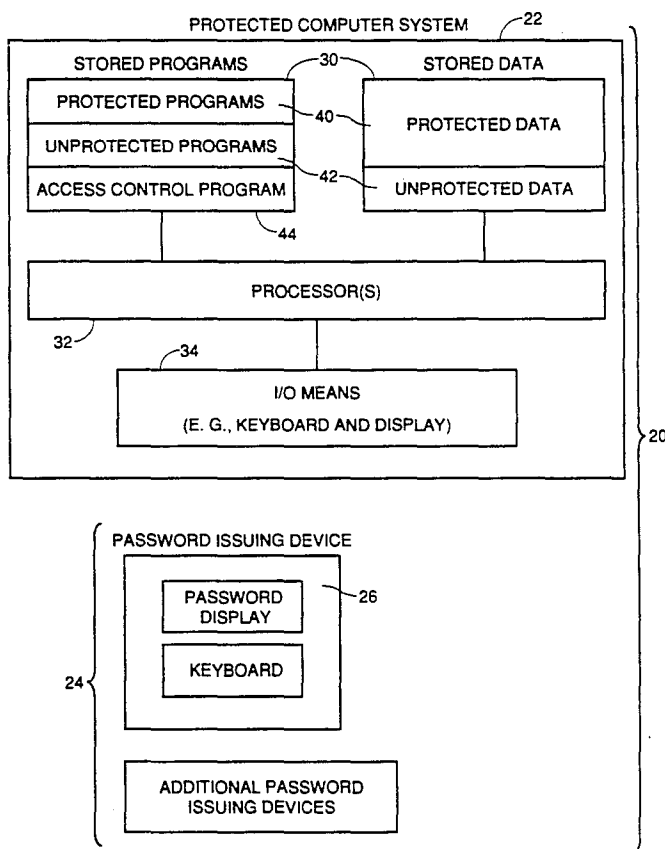 PROTECTED COMPUTER SYSTEM
22
STORED PROGRAMS
30
STORED DATA
PROTECTED PROGRAMS
40
PROTECTED DATA
UNPROTECTED PROGRAMS
42
ACCESS CONTROL PROGRAM
UNPROTECTED DATA
44
PROCESSOR(S)
32
34
I/O MEANS
(E. G., KEYBOARD AND DISPLAY)
20
PASSWORD ISSUING DEVICE
26
PASSWORD
DISPLAY
KEYBOARD
24
ADDITIONAL PASSWORD
ISSUING DEVICES